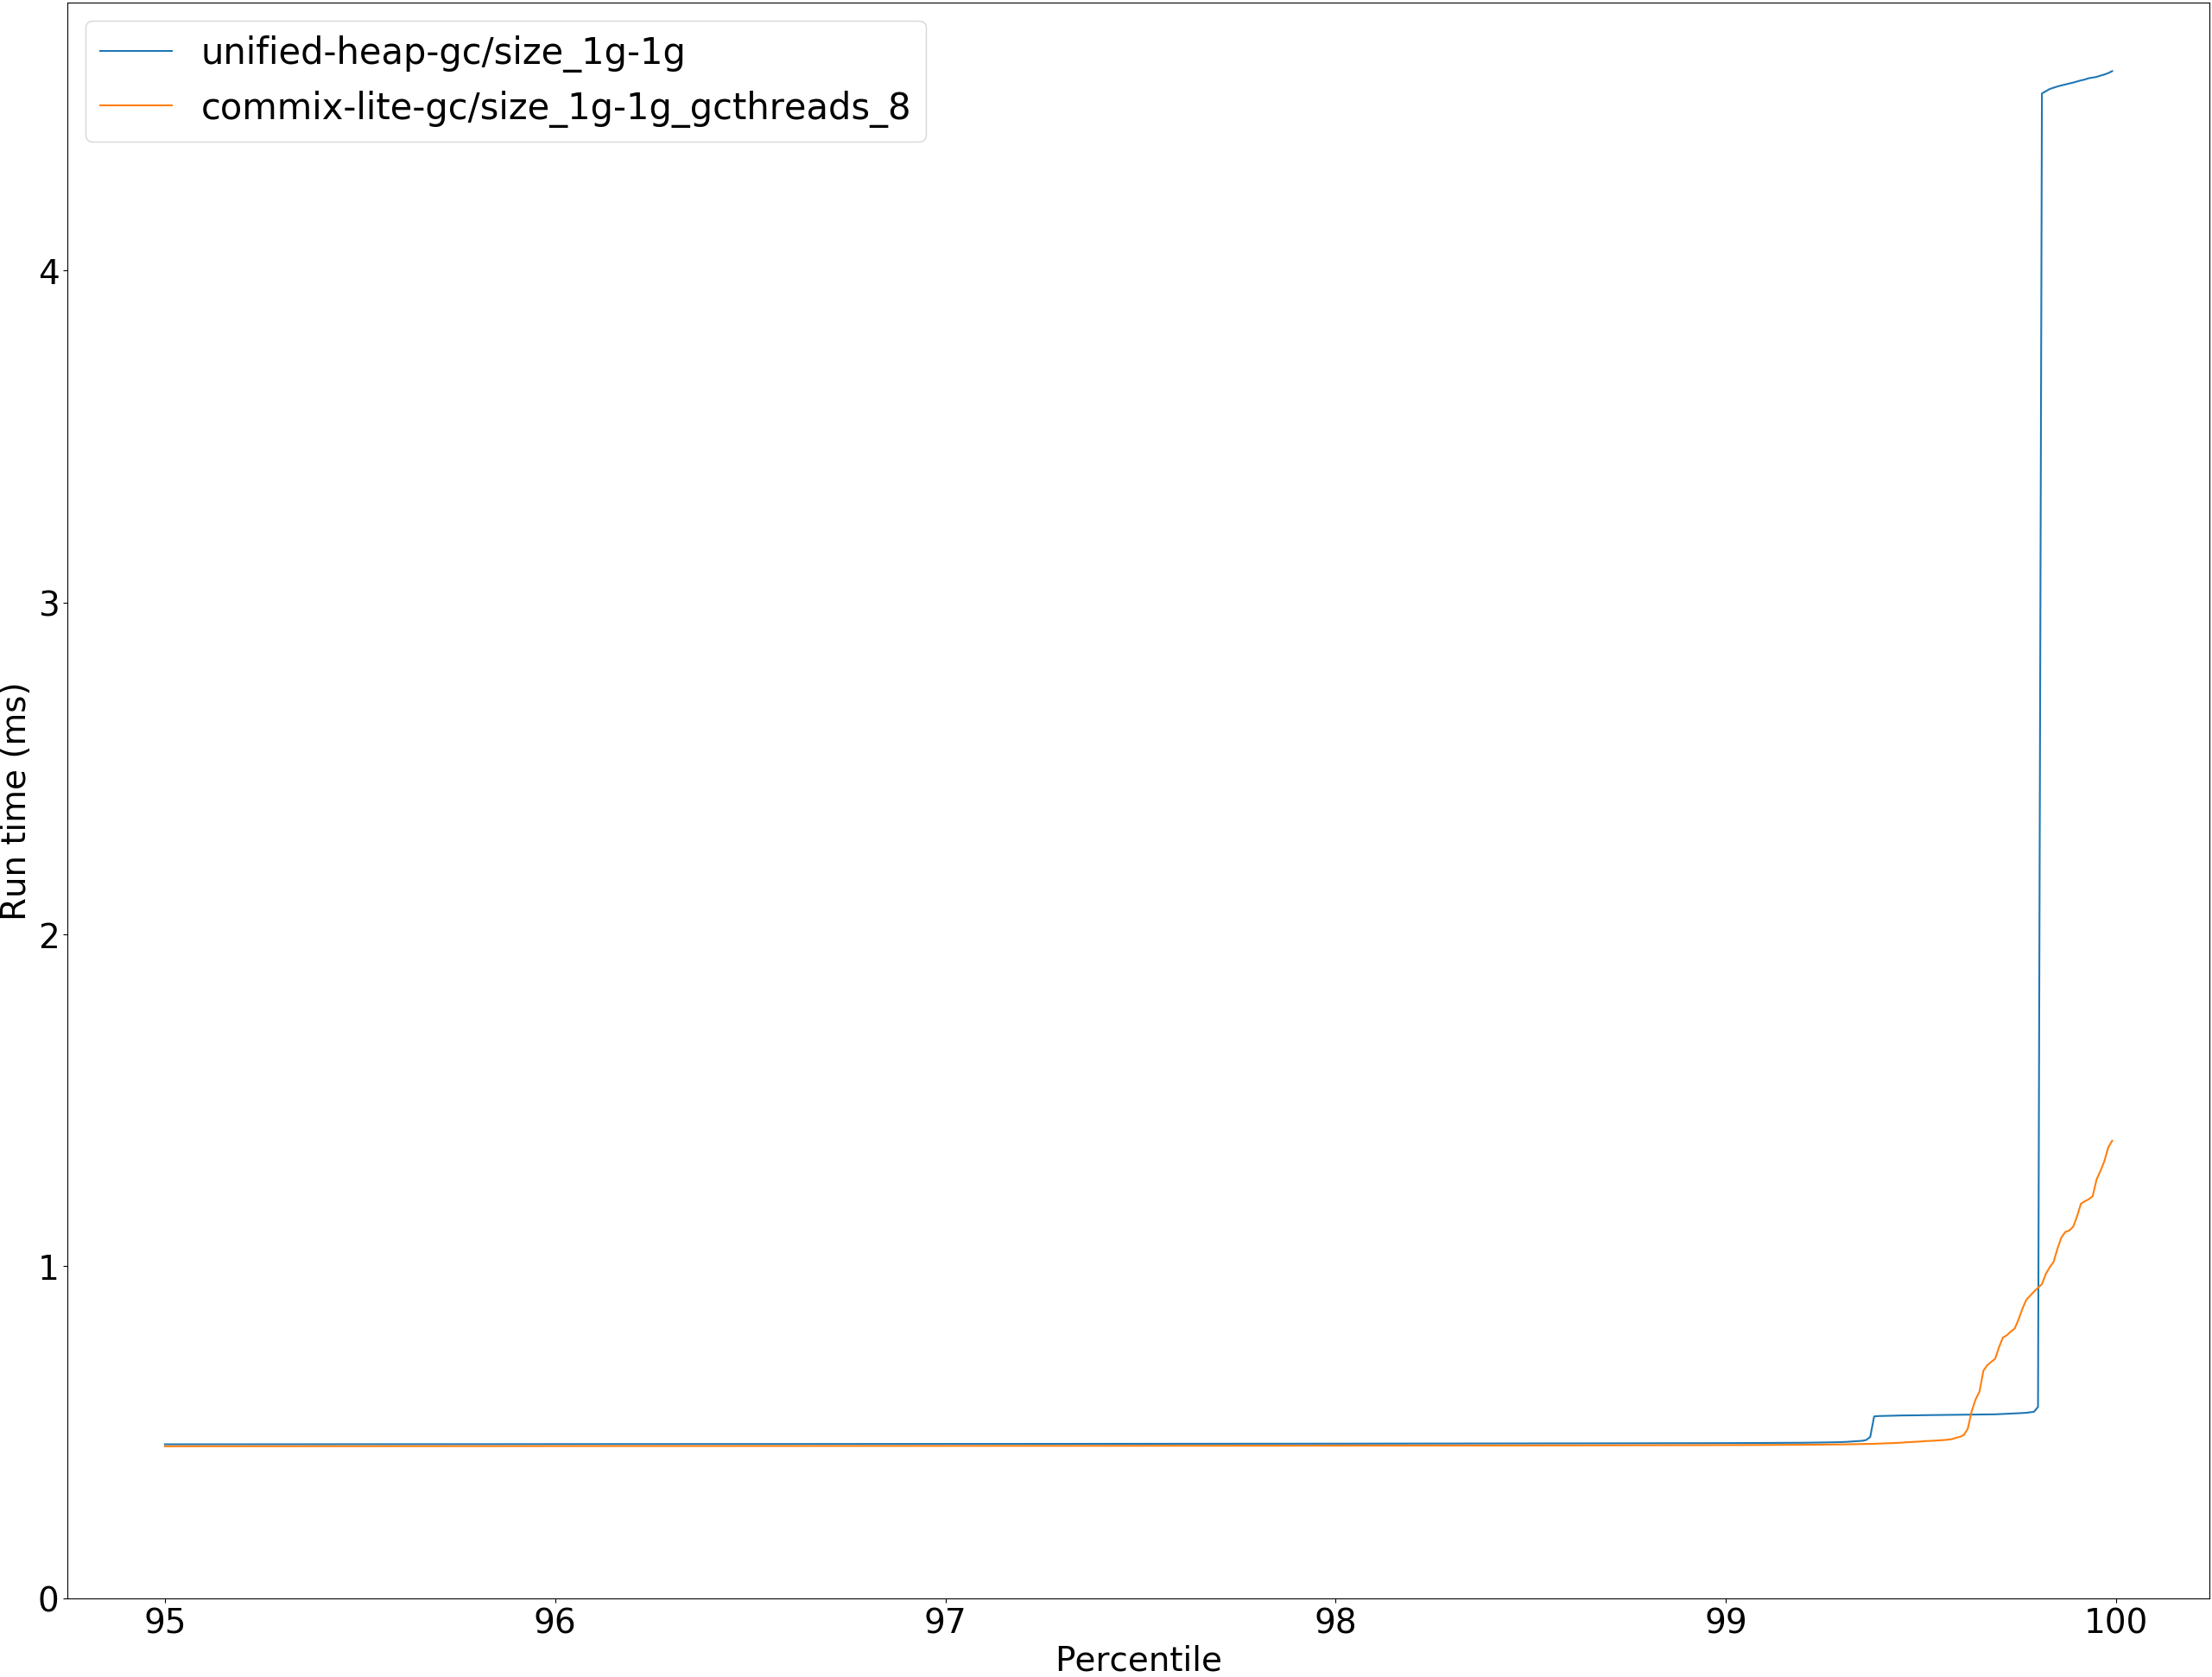 unified-heap-gc/size_1g-1g
commix-lite-gc/size_1g-1g_gcthreads_8
4
3
2
1
0
Run time (ms)
95 96 97 98 99 100
Percentile